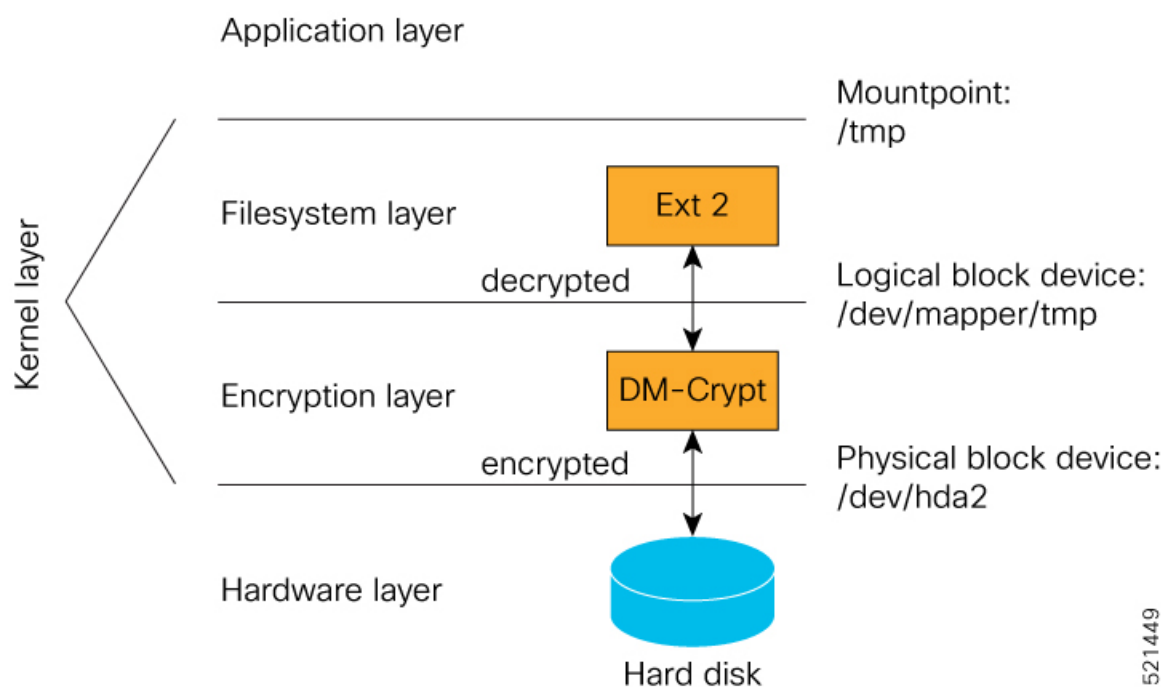 Application layer
Mountpoint:
/tmp
Kernel layer
Filesystem layer
Ext 2
decrypted
Logical block device:
/dev/mapper/tmp
Encryption layer
DM-Crypt
encrypted
Physical block device:
/dev/hda2
Hardware layer
Hard disk
521449